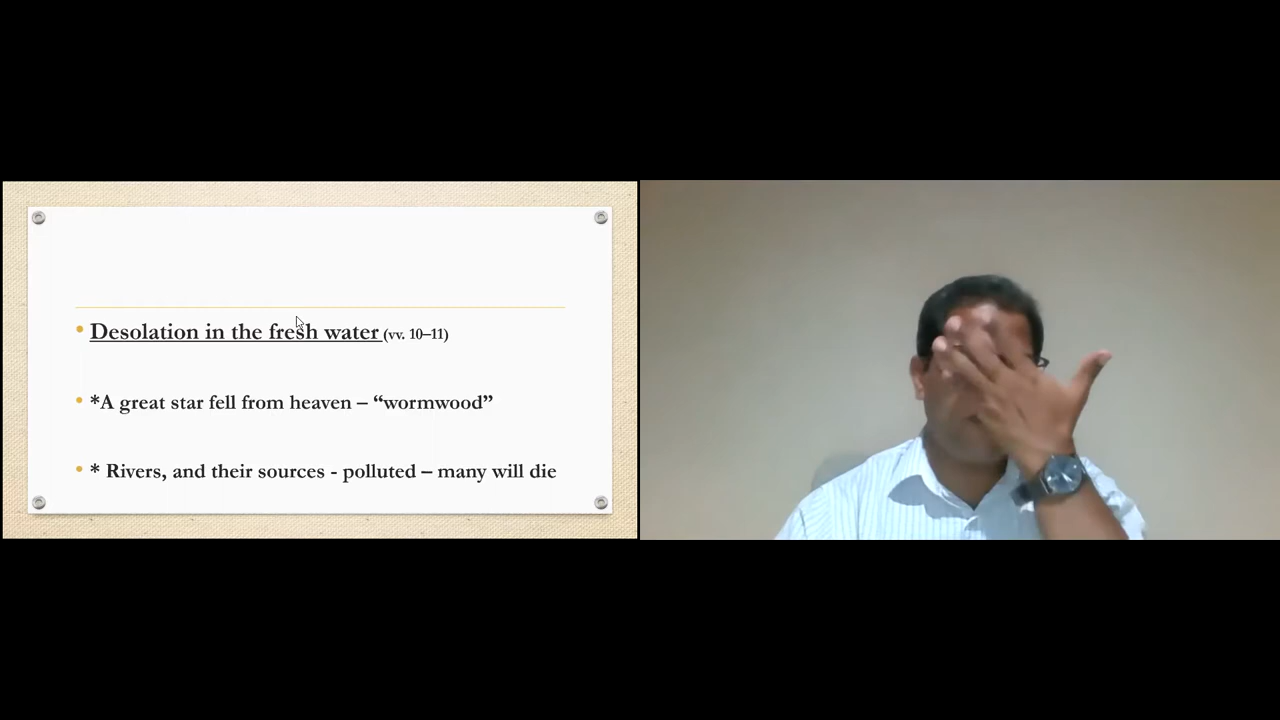 Desolation in the fresh water (vv. 10–11)
*A great star fell from heaven – “wormwood”
* Rivers, and their sources - polluted – many will die